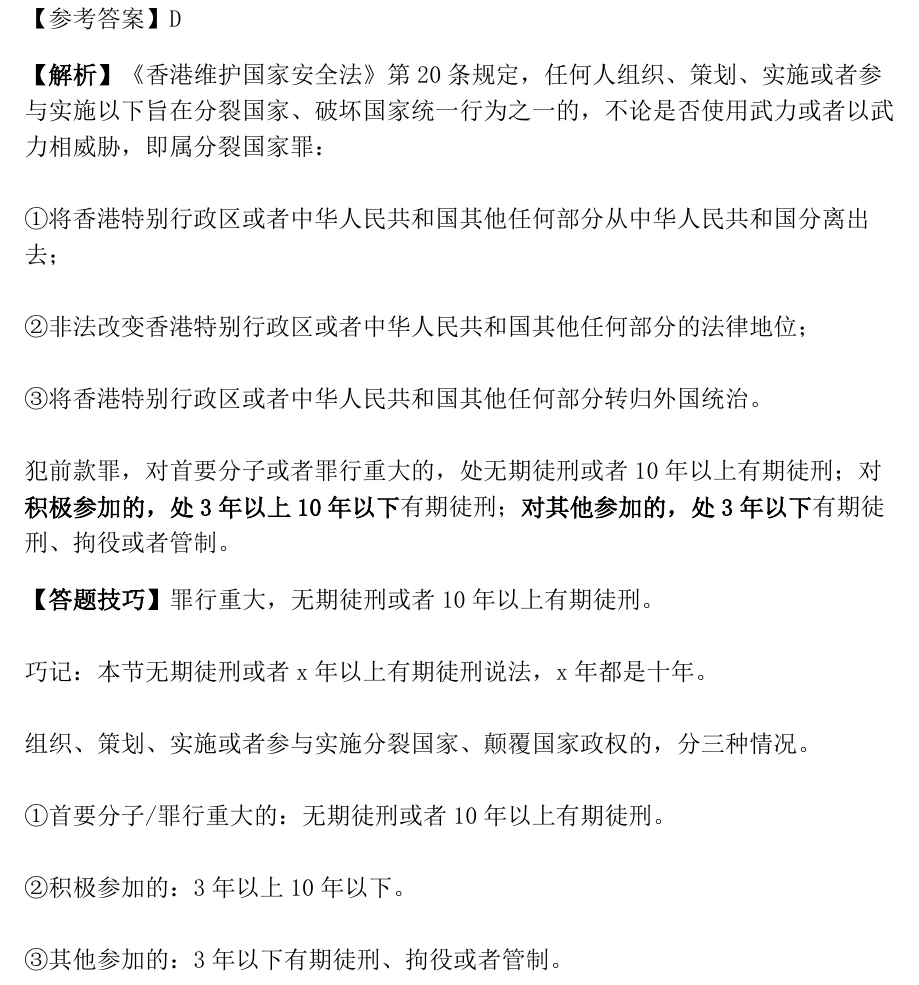 【参考答案】D
【解析】《香港维护国家安全法》第 20 条规定，任何人组织、策划、实施或者参
与实施以下旨在分裂国家、破坏国家统一行为之一的，不论是否使用武力或者以武
力相威胁，即属分裂国家罪：
①将香港特别行政区或者中华人民共和国其他任何部分从中华人民共和国分离出
去；
②非法改变香港特别行政区或者中华人民共和国其他任何部分的法律地位；
③将香港特别行政区或者中华人民共和国其他任何部分转归外国统治。
犯前款罪，对首要分子或者罪行重大的，处无期徒刑或者 10 年以上有期徒刑；对
积极参加的，处 3 年以上 10 年以下有期徒刑；对其他参加的，处 3 年以下有期徒
刑、拘役或者管制。
【答题技巧】罪行重大，无期徒刑或者 10 年以上有期徒刑。
巧记：本节无期徒刑或者 x 年以上有期徒刑说法，x 年都是十年。
组织、策划、实施或者参与实施分裂国家、颠覆国家政权的，分三种情况。
①首要分子/罪行重大的：无期徒刑或者 10 年以上有期徒刑。
②积极参加的：3 年以上 10 年以下。
③其他参加的：3 年以下有期徒刑、拘役或者管制。